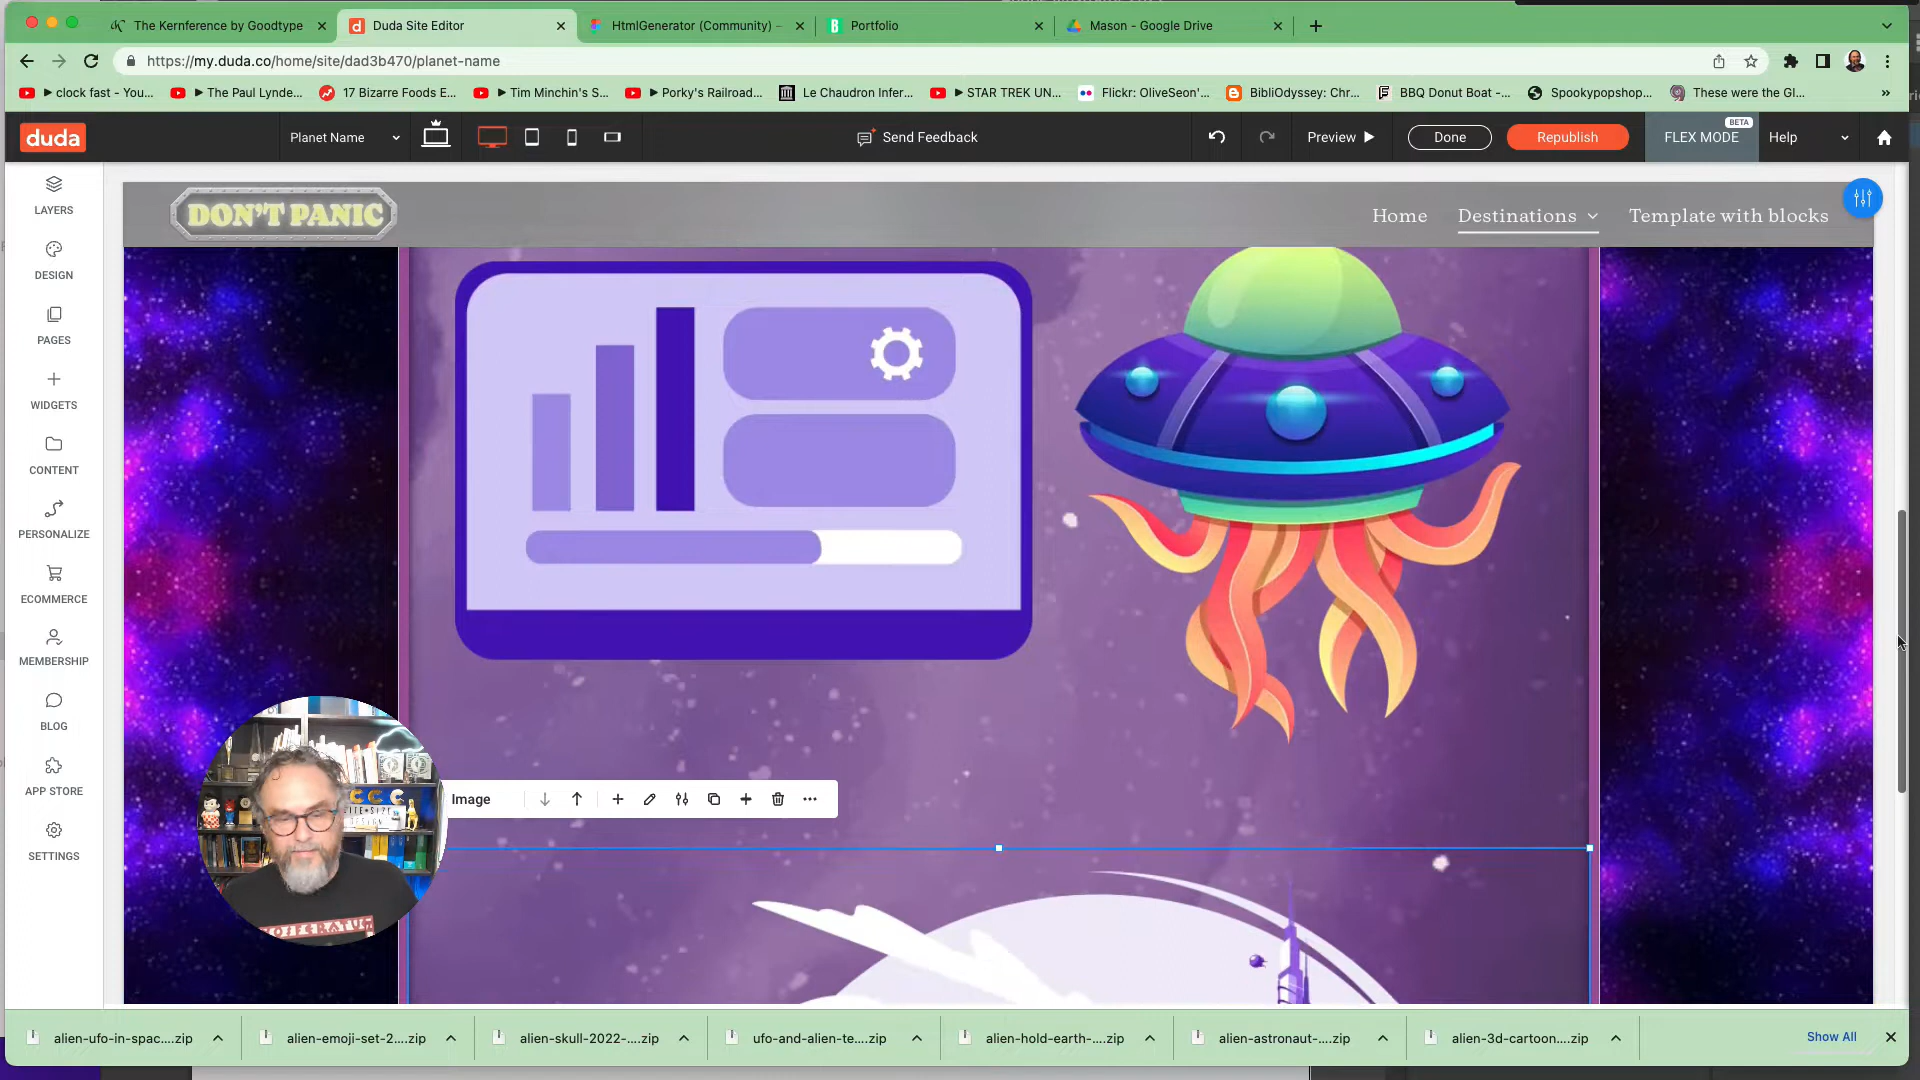 The Kernference by Goodtype
Duda Site Editor
HtmlGenerator (Community) –
Portfolio
Mason - Google Drive
https://my.duda.co/home/site/dad3b470/planet-name
clock fast - You...
The Paul Lynde...
17 Bizarre Foods E...
Tim Minchin's S...
Porky's Railroad...
Le Chaudron Infer...
STAR TREK UN...
Flickr: OliveSeon'...
BibliOdyssey: Chr...
BBQ Donut Boat -...
Spookypopshop...
These were the Gl...
duda
Planet Name
Send Feedback
Preview
Done
Republish
FLEX MODE
BETA
Help
LAYERS
DESIGN
PAGES
WIDGETS
CONTENT
PERSONALIZE
ECOMMERCE
MEMBERSHIP
BLOG
APP STORE
SETTINGS
DON'T PANIC
Home
Destinations
Template with blocks
Image
alien-ufo-in-spac....zip
alien-emoji-set-2....zip
alien-skull-2022-....zip
ufo-and-alien-te....zip
alien-hold-earth-....zip
alien-astronaut-....zip
alien-3d-cartoon....zip
Show All